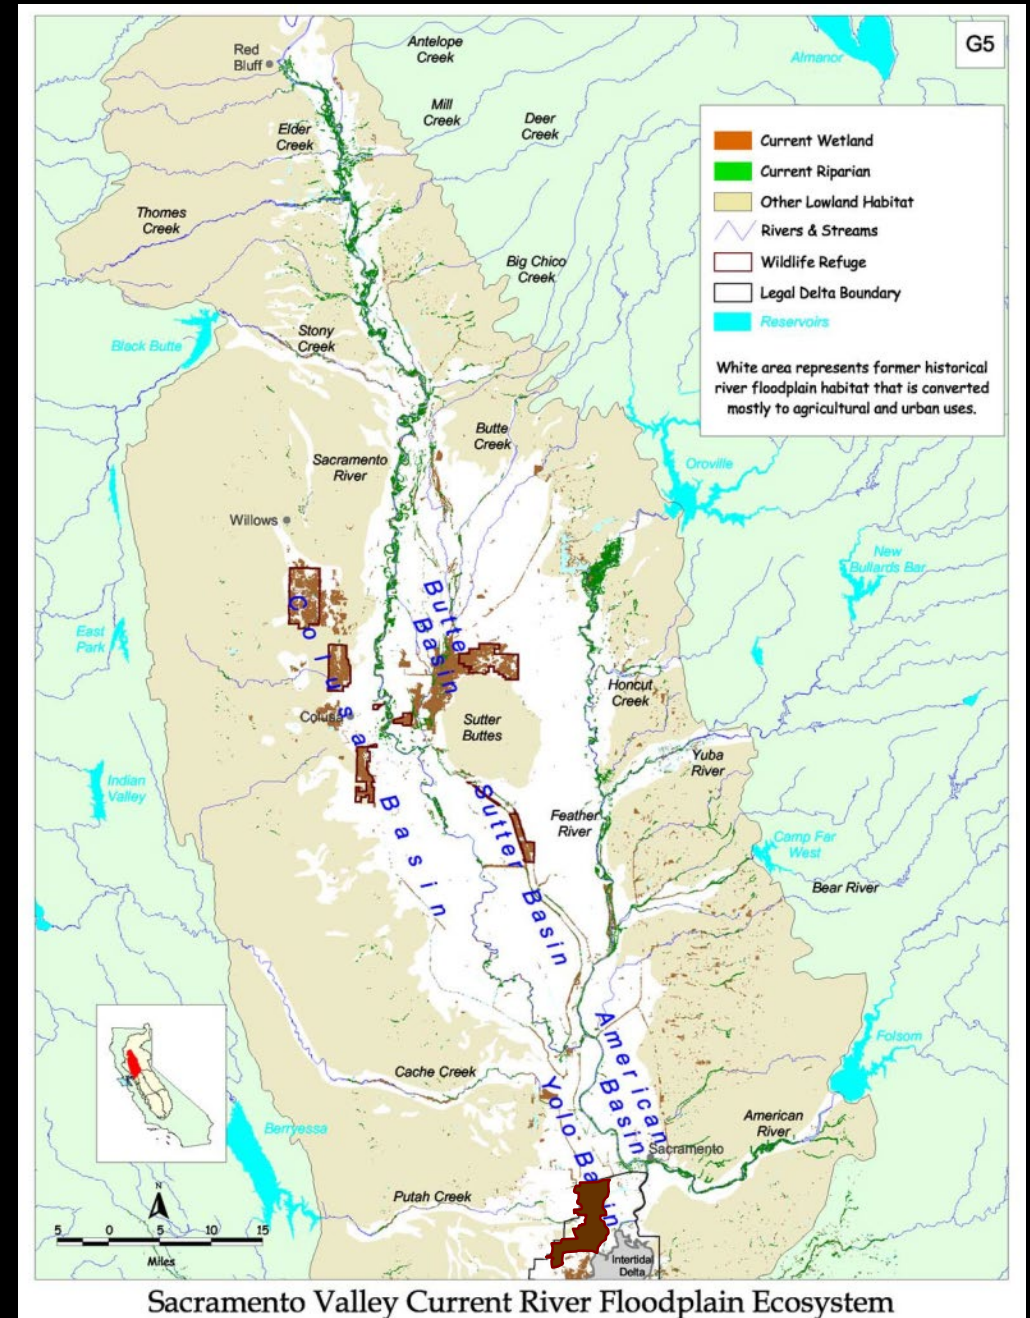 G5
Red
Bluff
Antelope
Creek
Almanor
Mill
Creek
Deer
Creek
Elder
Creek
Thomes
Creek
Big Chico
Creek
Current Wetland
Current Riparian
Other Lowland Habitat
Rivers & Streams
Wildlife Refuge
Legal Delta Boundary
Reservoirs
White area represents former historical
river floodplain habitat that is converted
mostly to agricultural and urban uses.
Black Butte
Stony
Creek
Butte
Creek
Sacramento
River
Oroville
Willows
New
Bullards Bar
Butte
Basin
Colusa Basin
East
Park
Honcut
Creek
Colusa
Sutter
Buttes
Yuba
River
Indian
Valley
Sutter Basin
Feather
River
Camp Far
West
Bear River
American
Basin
Folsom
Cache Creek
Yolo Basin
American
River
Berryessa
Sacramento
Putah Creek
Intertidal
Delta
N
5 0 5 10 15
Miles
Sacramento Valley Current River Floodplain Ecosystem